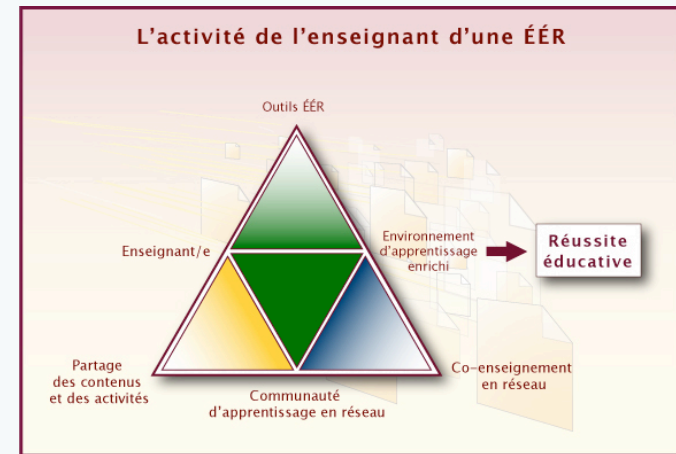 L'activité de l'enseignant d'une ÉÉR
Outils ÉÉR
Enseignant/e
Environnement
d'apprentissage
enrichi
Réussite
éducative
Partage
des contenus
et des activités
Communauté
d'apprentissage en réseau
Co-enseignement
en réseau